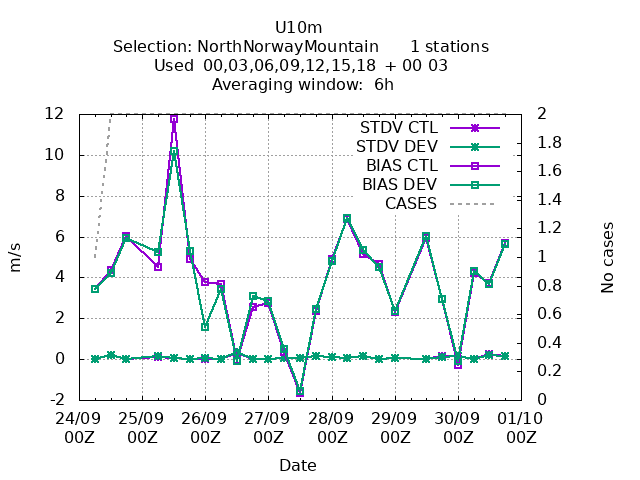 U10m
Selection: NorthNorwayMountain      1 stations
Used  00,03,06,09,12,15,18  + 00 03
Averaging window:  6h
STDV CTL
STDV DEV
BIAS CTL
BIAS DEV
CASES
12
10
8
6
4
2
0
-2
m/s
2
1.8
1.6
1.4
1.2
1
0.8
0.6
0.4
0.2
0
No cases
24/09 25/09 26/09 27/09 28/09 29/09 30/09 01/10
00Z 00Z 00Z 00Z 00Z 00Z 00Z 00Z
Date